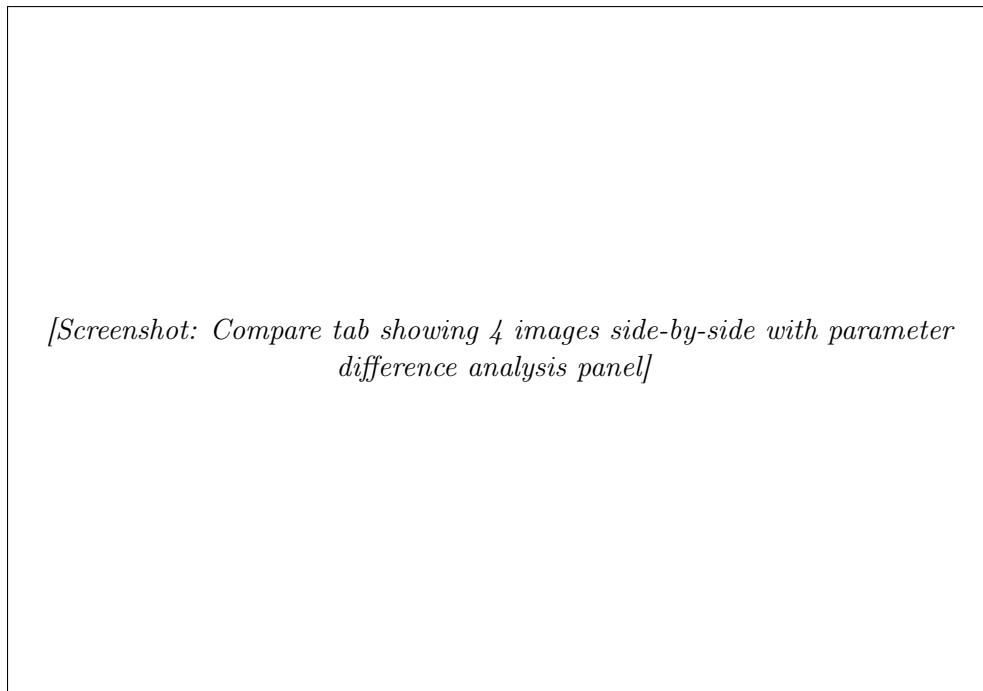 [Screenshot: Compare tab showing 4 images side-by-side with parameter
difference analysis panel]